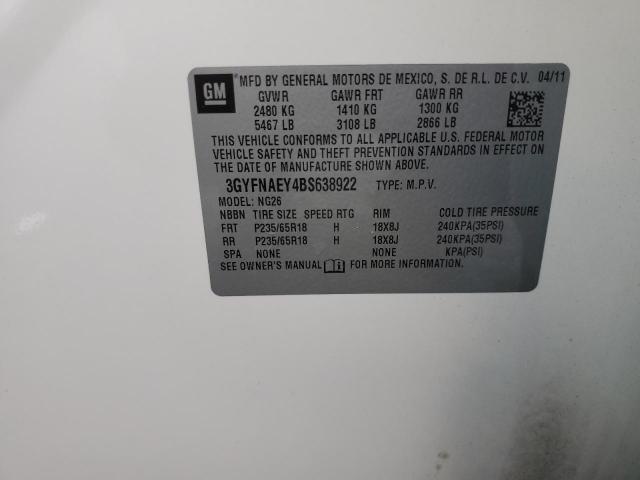 GM MFD BY GENERAL MOTORS DE MEXICO, S. DE R.L. DE C.V. 04/11
GVWR GAWR FRT GAWR RR
2480 KG 1410 KG 1300 KG
5467 LB 3108 LB 2866 LB
THIS VEHICLE CONFORMS TO ALL APPLICABLE U.S. FEDERAL MOTOR
VEHICLE SAFETY AND THEFT PREVENTION STANDARDS IN EFFECT ON
THE DATE OF MANUFACTURE SHOWN ABOVE.
3GYFNAEY4BS638922 TYPE: M.P.V.
MODEL: NG26
NBBN TIRE SIZE SPEED RTG RIM COLD TIRE PRESSURE
FRT P235/65R18 H 18X8J 240KPA(35PSI)
RR P235/65R18 H 18X8J 240KPA(35PSI)
SPA NONE NONE KPA(PSI)
SEE OWNER'S MANUAL